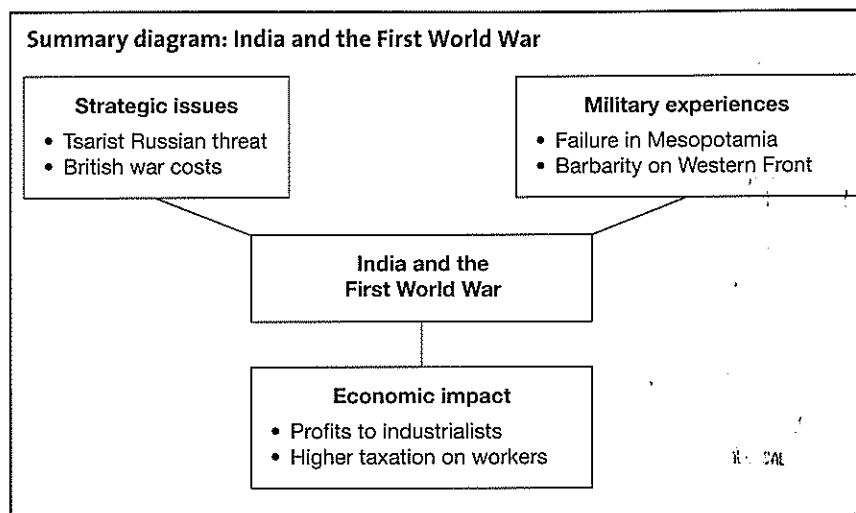 Summary diagram: India and the First World War
Strategic issues
• Tsarist Russian threat
• British war costs
Military experiences
• Failure in Mesopotamia
• Barbarity on Western Front
India and the
First World War
Economic impact
• Profits to industrialists
• Higher taxation on workers